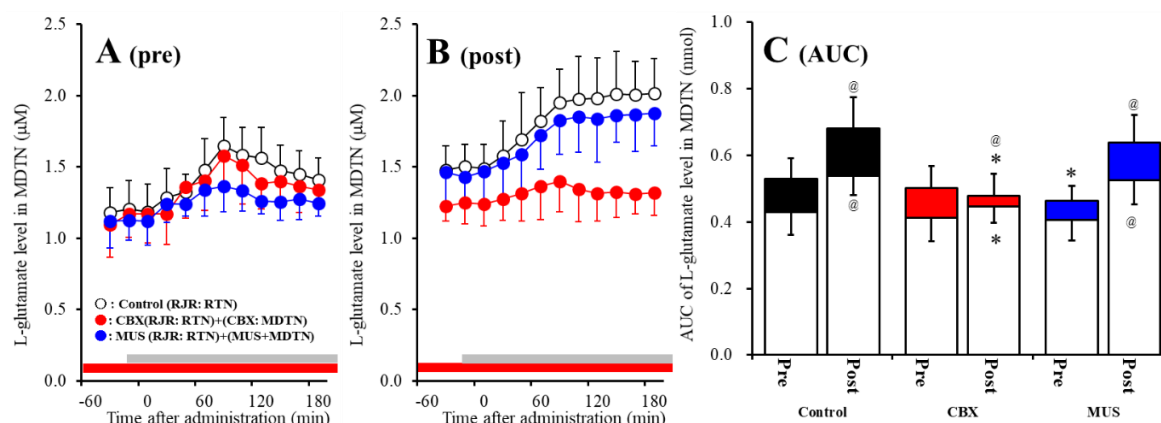 A (pre)
L-glutamate level in MDTN (μM)
2.5
2.0
1.5
1.0
0.5
0.0
: Control (RJR: RTN)
: CBX(RJR: RTN)+(CBX: MDTN)
: MUS (RJR: RTN)+(MUS+MDTN)
-60 0 60 120 180
Time after administration (min)
B (post)
L-glutamate level in MDTN (μM)
2.5
2.0
1.5
1.0
0.5
0.0
-60 0 60 120 180
Time after administration (min)
C (AUC)
AUC of L-glutamate level in MDTN (nmol)
1.0
0.8
0.6
0.4
0.2
0.0
@
@
@
*
*
*
@
@
Pre Post Pre Post Pre Post
Control CBX MUS